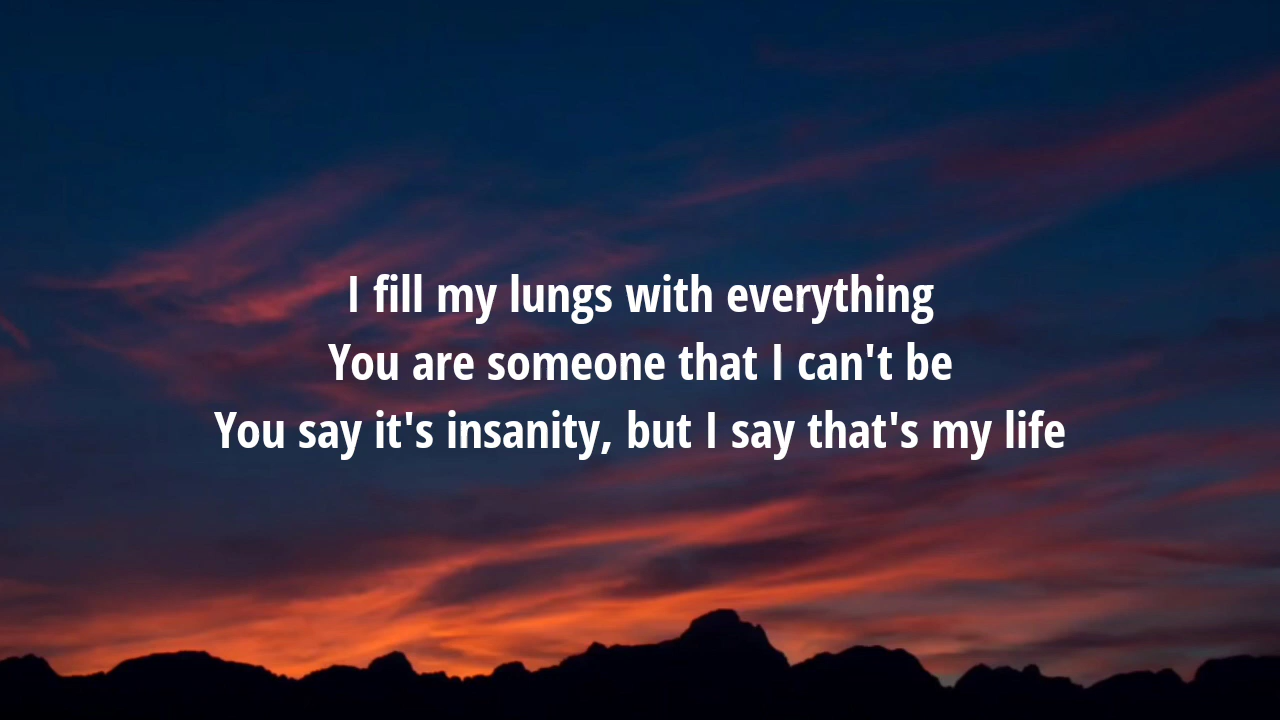 I fill my lungs with everything
You are someone that I can't be
You say it's insanity, but I say that's my life